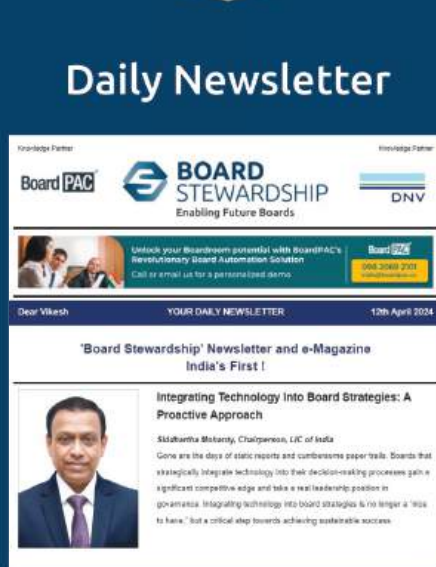 Daily Newsletter
Knowledge Partner
Knowledge Partner
Board PAC
BOARD
STEWARDSHIP
Enabling Future Boards
DNV
Unlock your Boardroom potential with BoardPAC's
Revolutionary Board Automation Solution
Call or email us for a personalized demo
Board PAC
Dear Vikesh
YOUR DAILY NEWSLETTER
12th April 2024
'Board Stewardship' Newsletter and e-Magazine
India's First !
Integrating Technology Into Board Strategies: A
Proactive Approach
Siddhartha Mohanty, Chairperson, LIC of India
Gone are the days of static reports and cumbersome paper trails. Boards that
strategically integrate technology into their decision-making processes gain a
significant competitive edge and take a real leadership position in
governance. Integrating technology into board strategies is no longer a "nice
to have," but a critical step towards achieving sustainable success